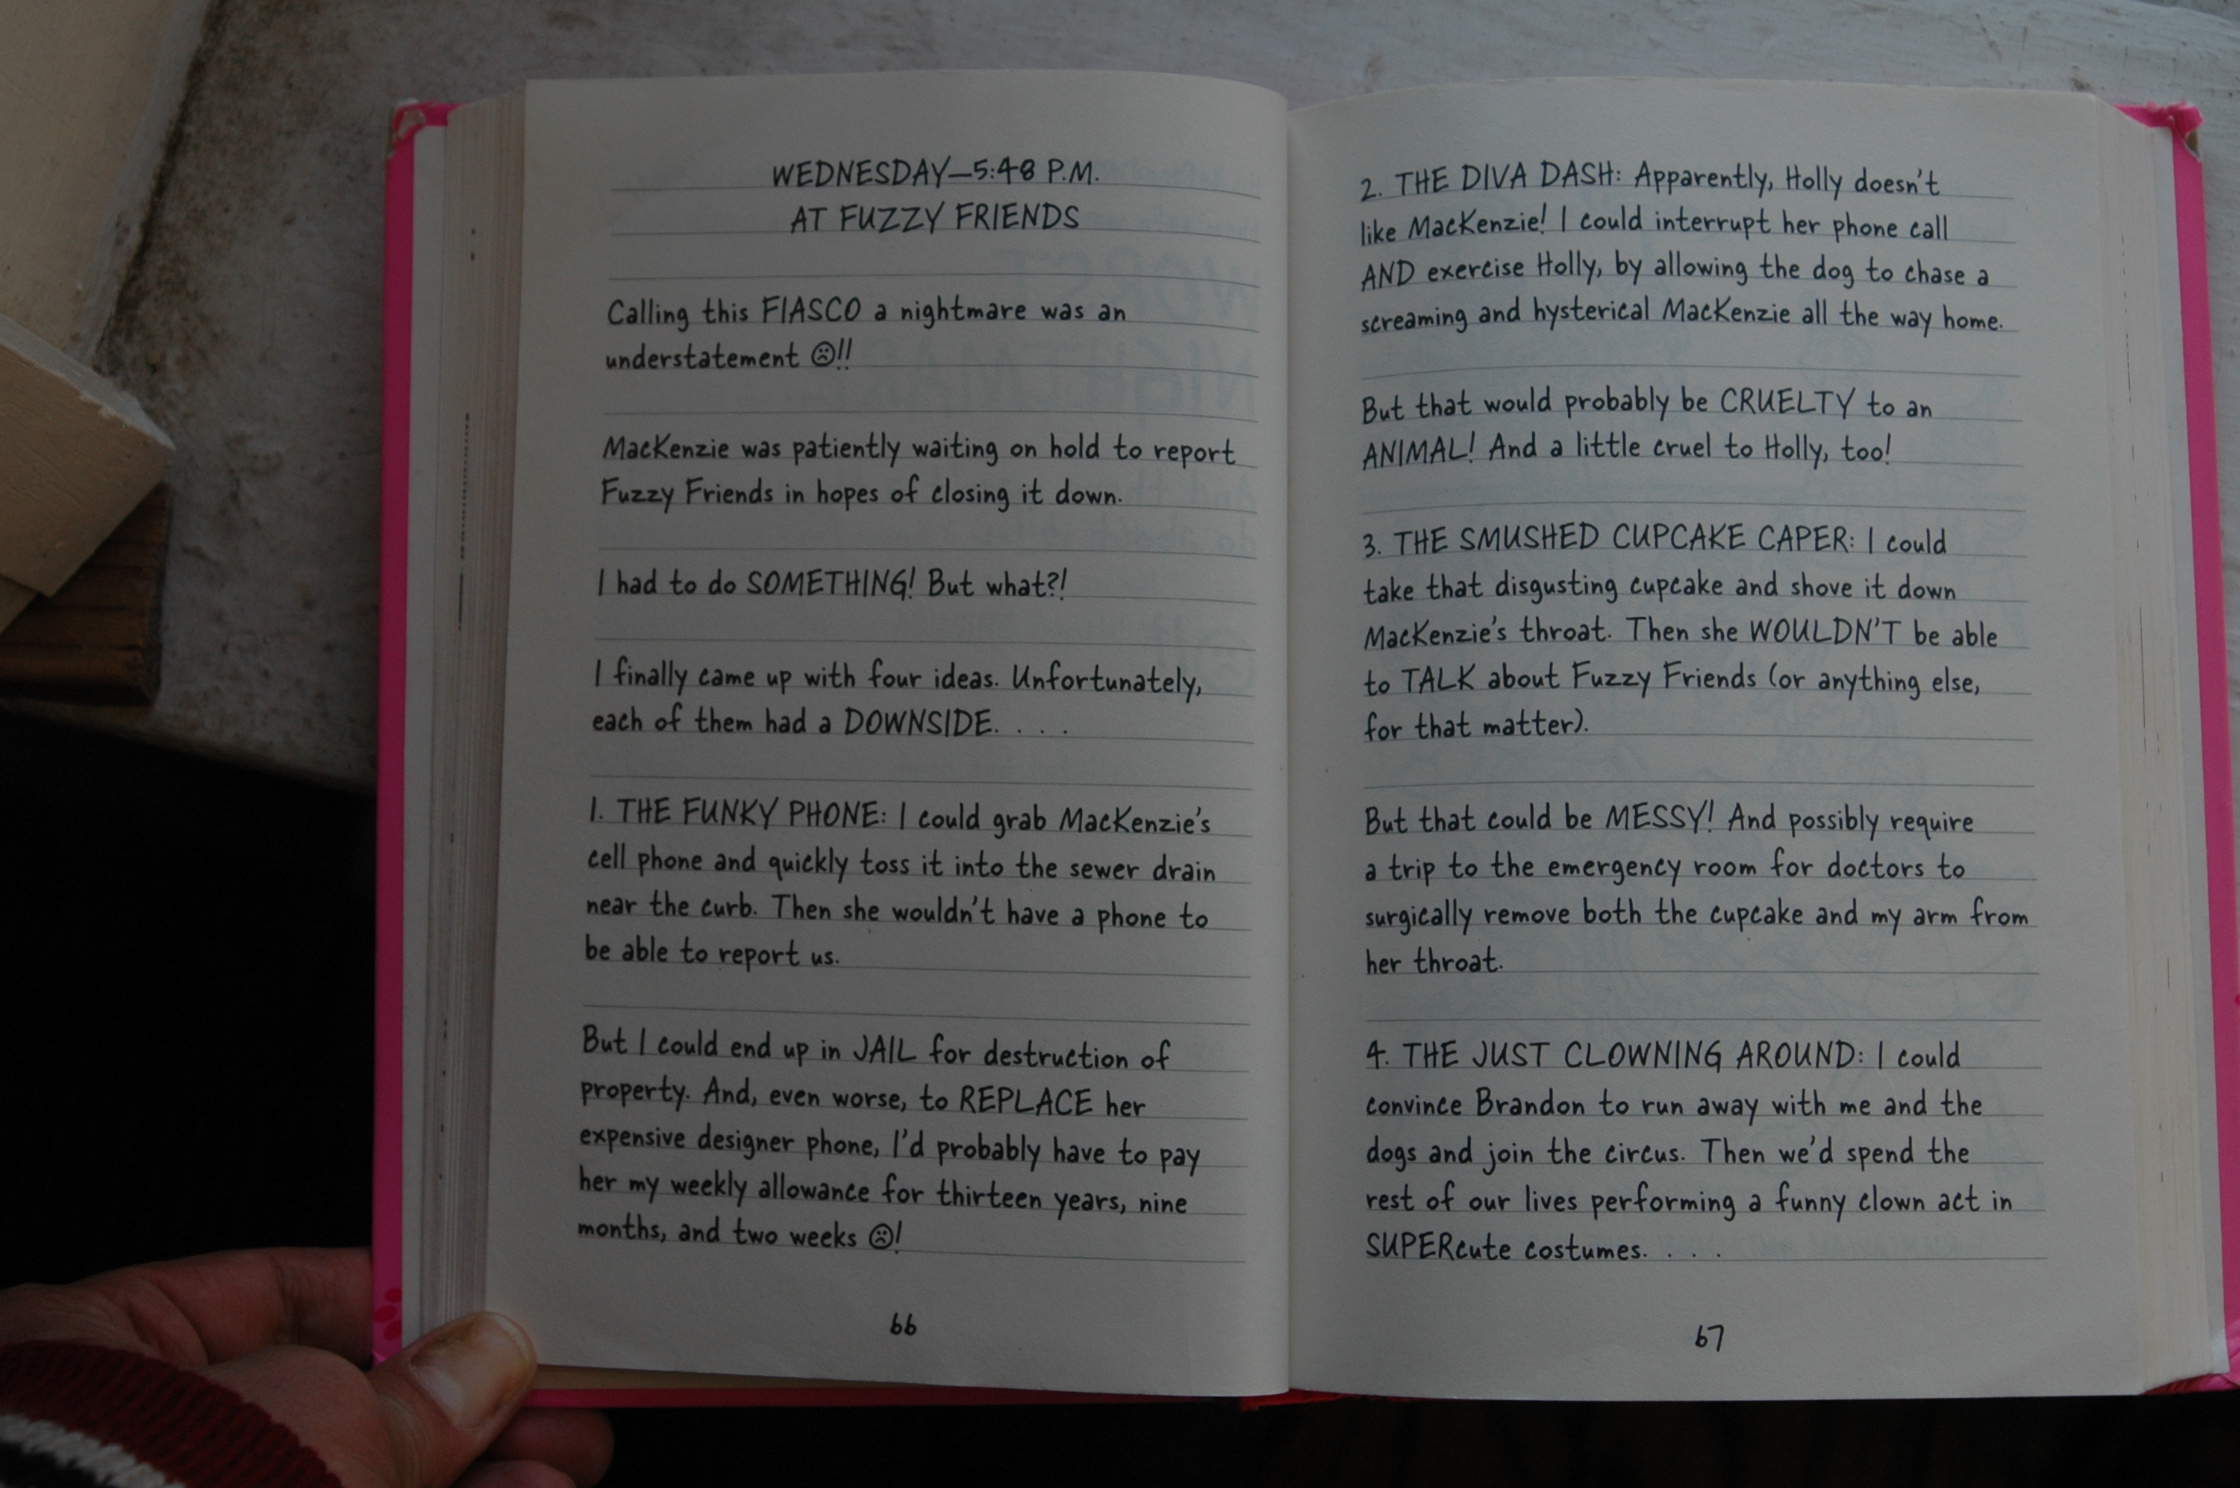 WEDNESDAY—5:48 P.M.
AT FUZZY FRIENDS
Calling this FIASCO a nightmare was an
understatement ☹!!
MacKenzie was patiently waiting on hold to report
Fuzzy Friends in hopes of closing it down.
I had to do SOMETHING! But what?!
I finally came up with four ideas. Unfortunately,
each of them had a DOWNSIDE. . . .
1. THE FUNKY PHONE: I could grab MacKenzie's
cell phone and quickly toss it into the sewer drain
near the curb. Then she wouldn't have a phone to
be able to report us.
But I could end up in JAIL for destruction of
property. And, even worse, to REPLACE her
expensive designer phone, I'd probably have to pay
her my weekly allowance for thirteen years, nine
months, and two weeks ☹!
66
2. THE DIVA DASH: Apparently, Holly doesn't
like MacKenzie! I could interrupt her phone call
AND exercise Holly, by allowing the dog to chase a
screaming and hysterical MacKenzie all the way home.
But that would probably be CRUELTY to an
ANIMAL! And a little cruel to Holly, too!
3. THE SMUSHED CUPCAKE CAPER: I could
take that disgusting cupcake and shove it down
MacKenzie's throat. Then she WOULDN'T be able
to TALK about Fuzzy Friends (or anything else,
for that matter).
But that could be MESSY! And possibly require
a trip to the emergency room for doctors to
surgically remove both the cupcake and my arm from
her throat.
4. THE JUST CLOWNING AROUND: I could
convince Brandon to run away with me and the
dogs and join the circus. Then we'd spend the
rest of our lives performing a funny clown act in
SUPERcute costumes. . . .
67